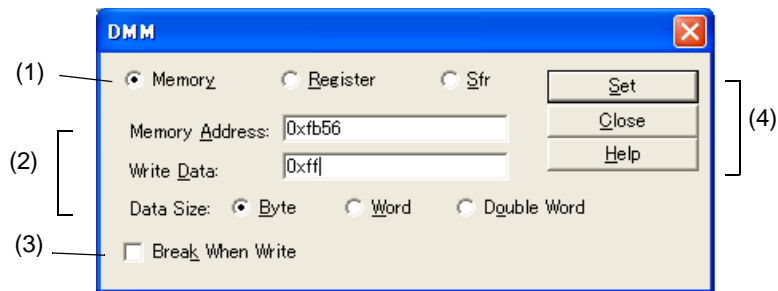 DMM
(1) Memory Register Sfr Set
(2) Memory Address: 0xfb56 Close (4)
Write Data: 0xff Help
Data Size: Byte Word Double Word
(3) Break When Write